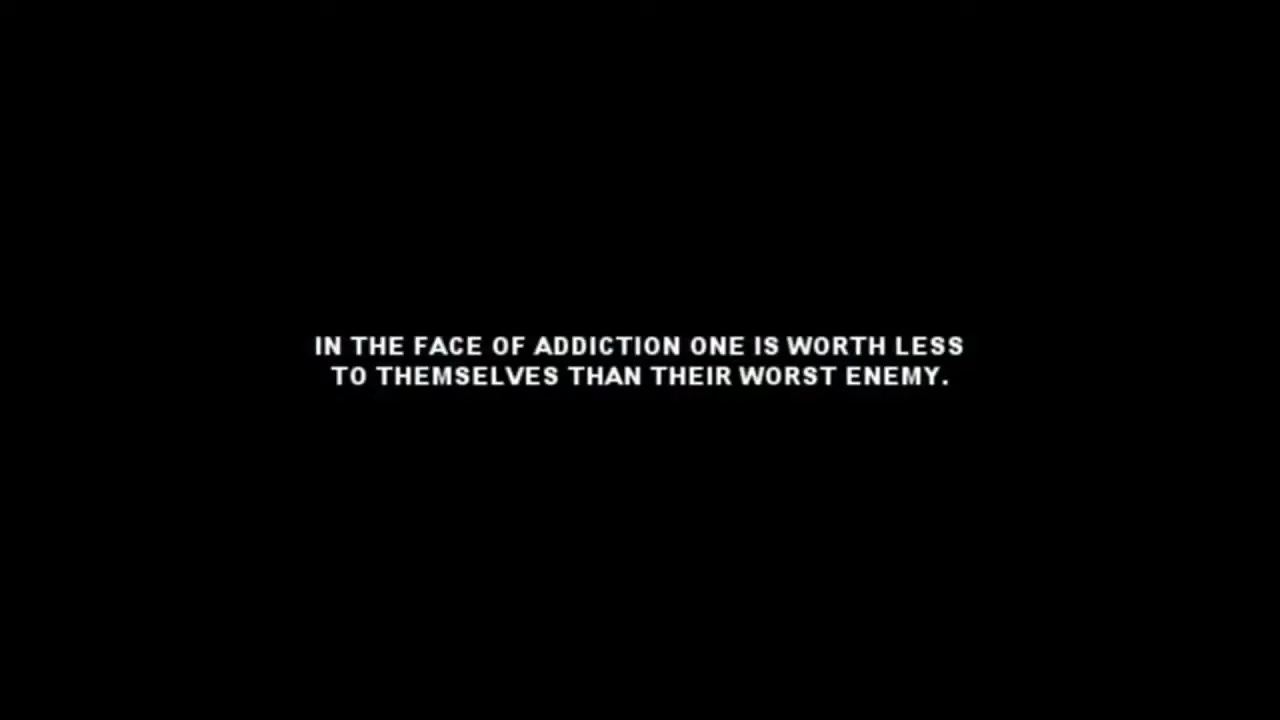 IN THE FACE OF ADDICTION ONE IS WORTH LESS
TO THEMSELVES THAN THEIR WORST ENEMY.